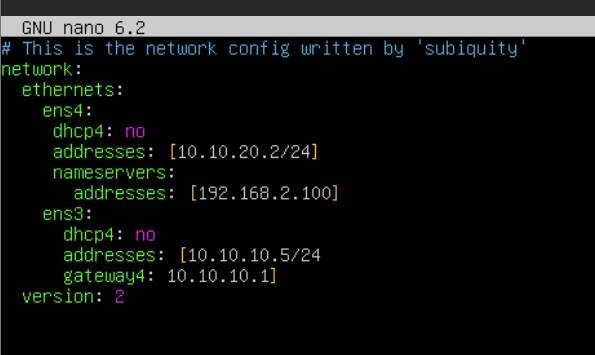 GNU nano 6.2
# This is the network config written by 'subiquity'
network:
  ethernets:
    ens4:
     dhcp4: no
     addresses: [10.10.20.2/24]
     nameservers:
       addresses: [192.168.2.100]
    ens3:
      dhcp4: no
      addresses: [10.10.10.5/24
      gateway4: 10.10.10.1]
  version: 2